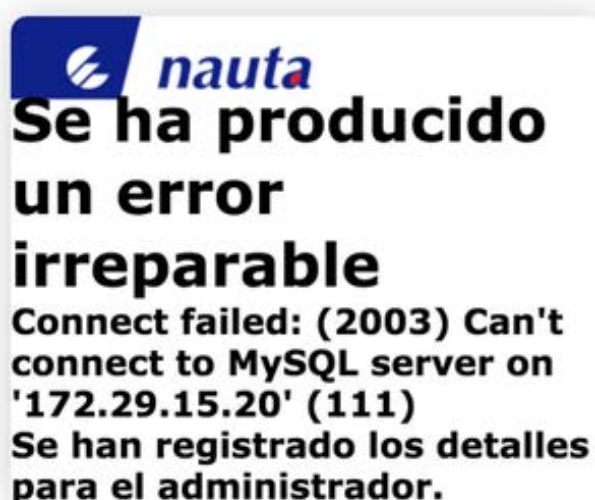 nauta
Se ha producido
un error
irreparable
Connect failed: (2003) Can't
connect to MySQL server on
'172.29.15.20' (111)
Se han registrado los detalles
para el administrador.